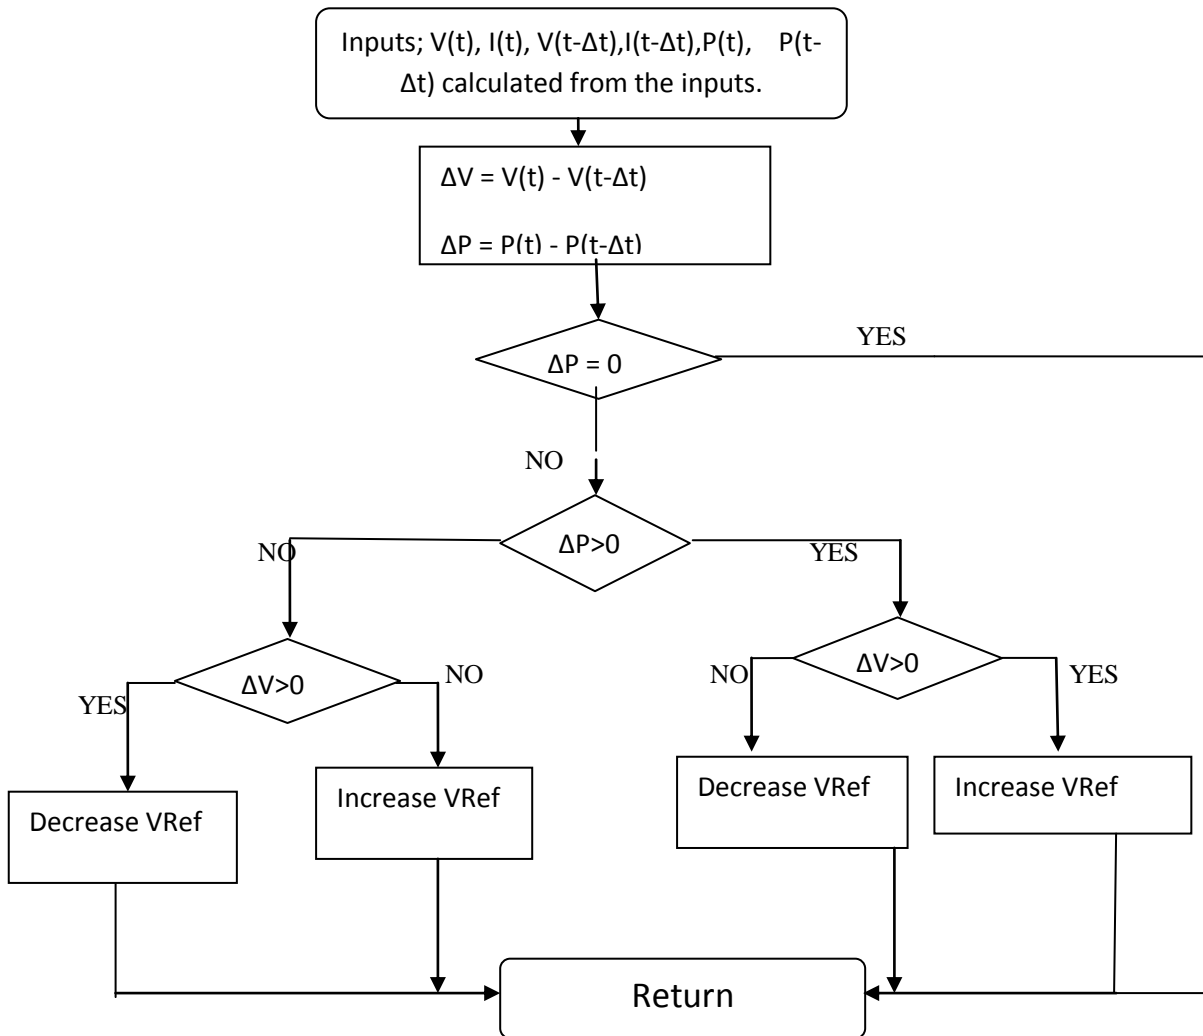 Inputs; V(t), I(t), V(t-Δt),I(t-Δt),P(t), P(t-
Δt) calculated from the inputs.
ΔV = V(t) - V(t-Δt)
ΔP = P(t) - P(t-Δt)
YES
ΔP = 0
NO
ΔP>0
NO
YES
ΔV>0
NO
YES
ΔV>0
NO
YES
Decrease VRef
Increase VRef
Decrease VRef
Increase VRef
Return